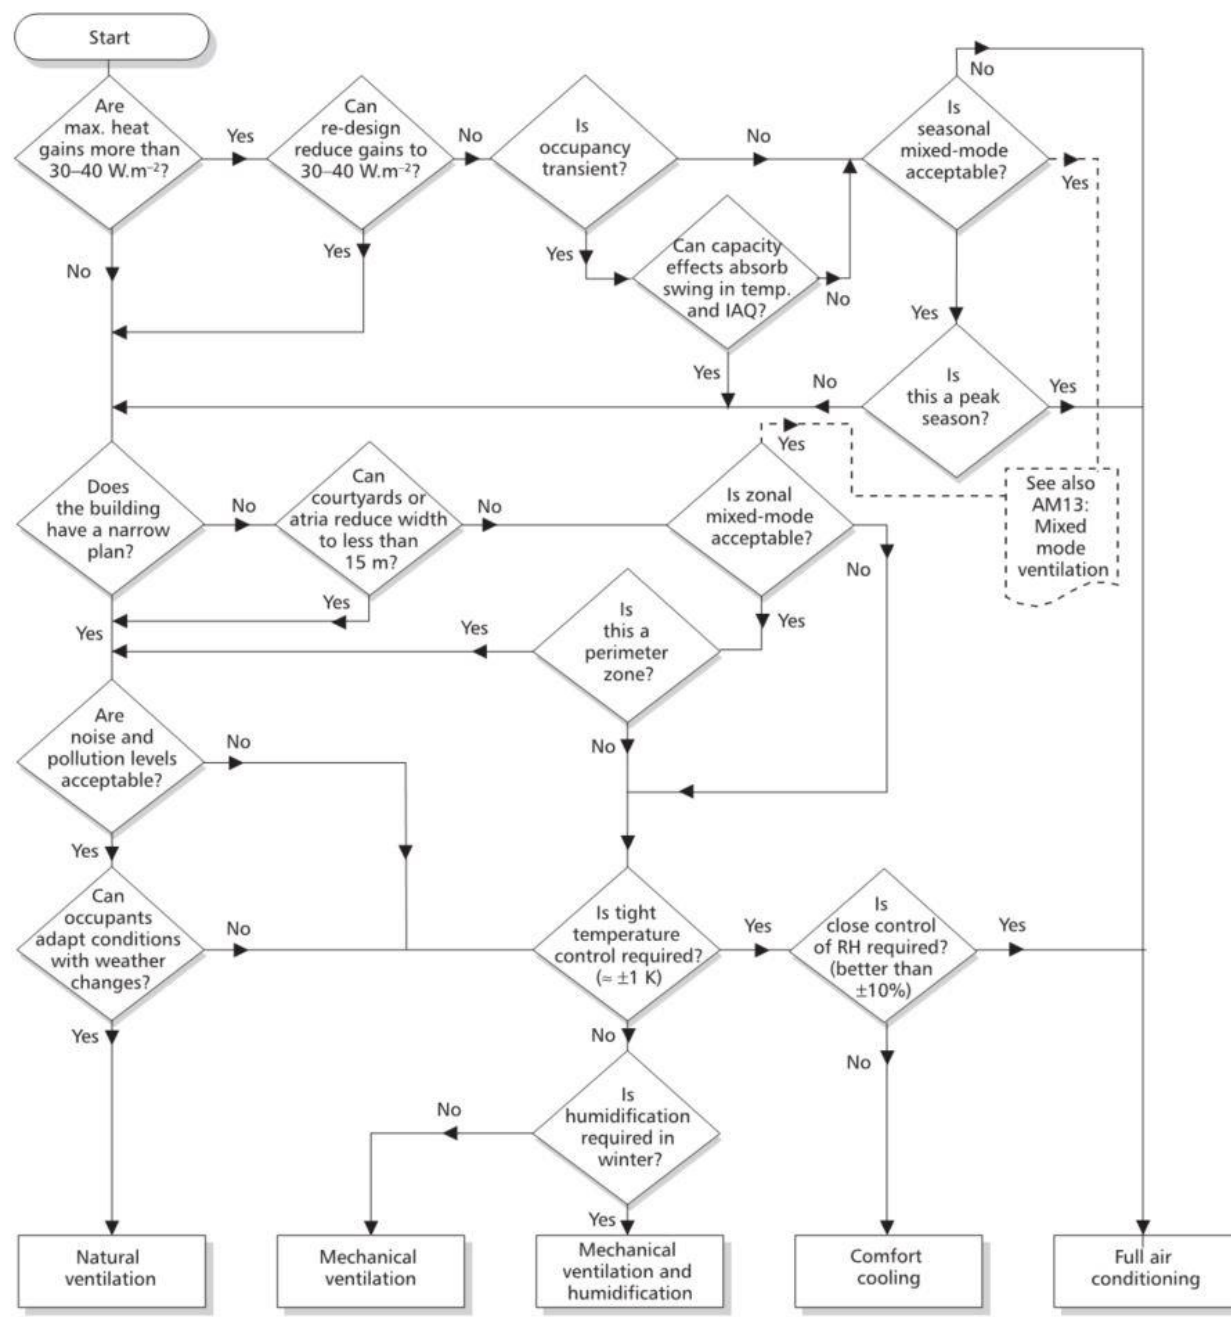 Start
Are
max. heat
gains more than
30–40 W.m⁻²?
Yes
Can
re-design
reduce gains to
30–40 W.m⁻²?
No
Is
occupancy
transient?
No
Is
seasonal
mixed-mode
acceptable?
No
Yes
No
Yes
Yes
Can capacity
effects absorb
swing in temp.
and IAQ?
No
Yes
Yes
Is
this a peak
season?
No
Yes
Does
the building
have a narrow
plan?
No
Can
courtyards or
atria reduce width
to less than
15 m?
No
Is zonal
mixed-mode
acceptable?
Yes
No
Yes
See also
AM13:
Mixed
mode
ventilation
Yes
Yes
Is
this a
perimeter
zone?
Yes
No
Are
noise and
pollution levels
acceptable?
No
Yes
Can
occupants
adapt conditions
with weather
changes?
No
Yes
Is tight
temperature
control required?
(≈ ±1 K)
Yes
No
Is
close control
of RH required?
(better than
±10%)
Yes
No
Is
humidification
required in
winter?
No
Yes
Natural
ventilation
Mechanical
ventilation
Mechanical
ventilation and
humidification
Comfort
cooling
Full air
conditioning